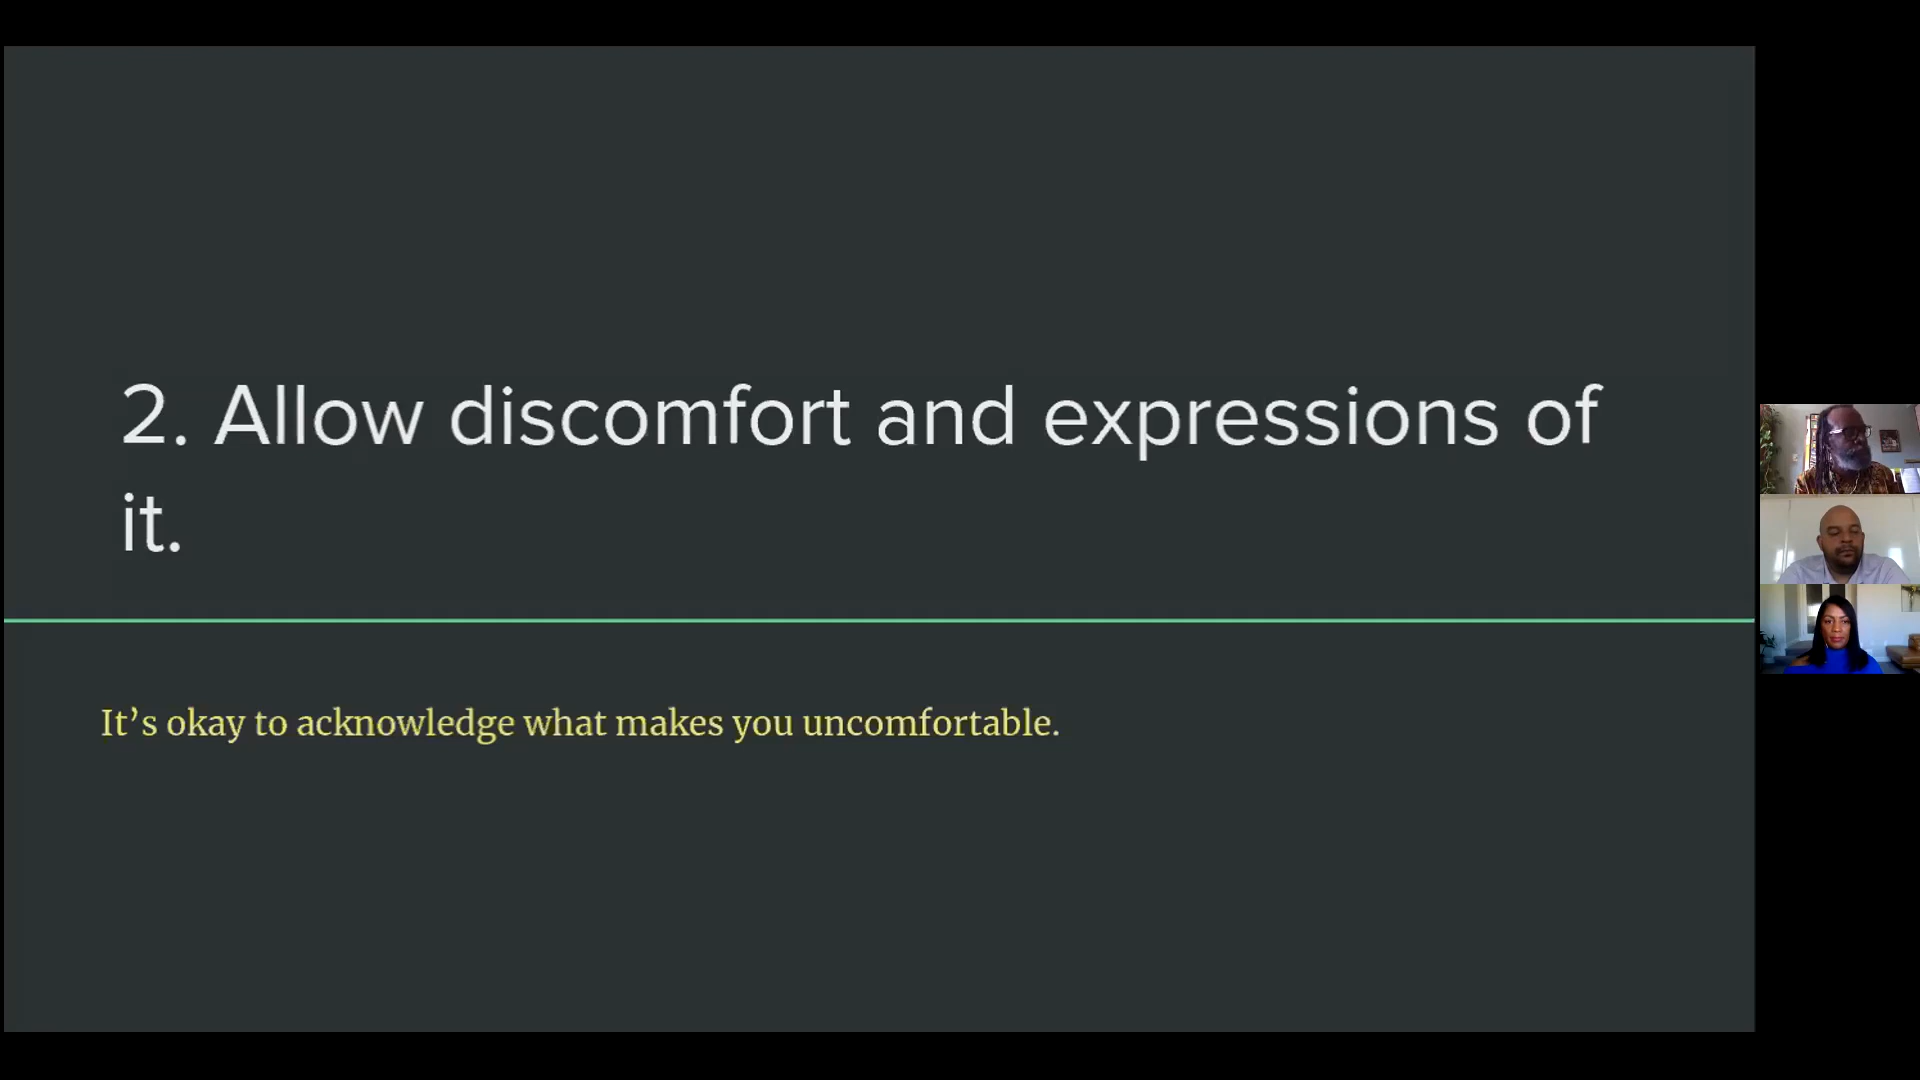 2. Allow discomfort and expressions of
it.
It’s okay to acknowledge what makes you uncomfortable.